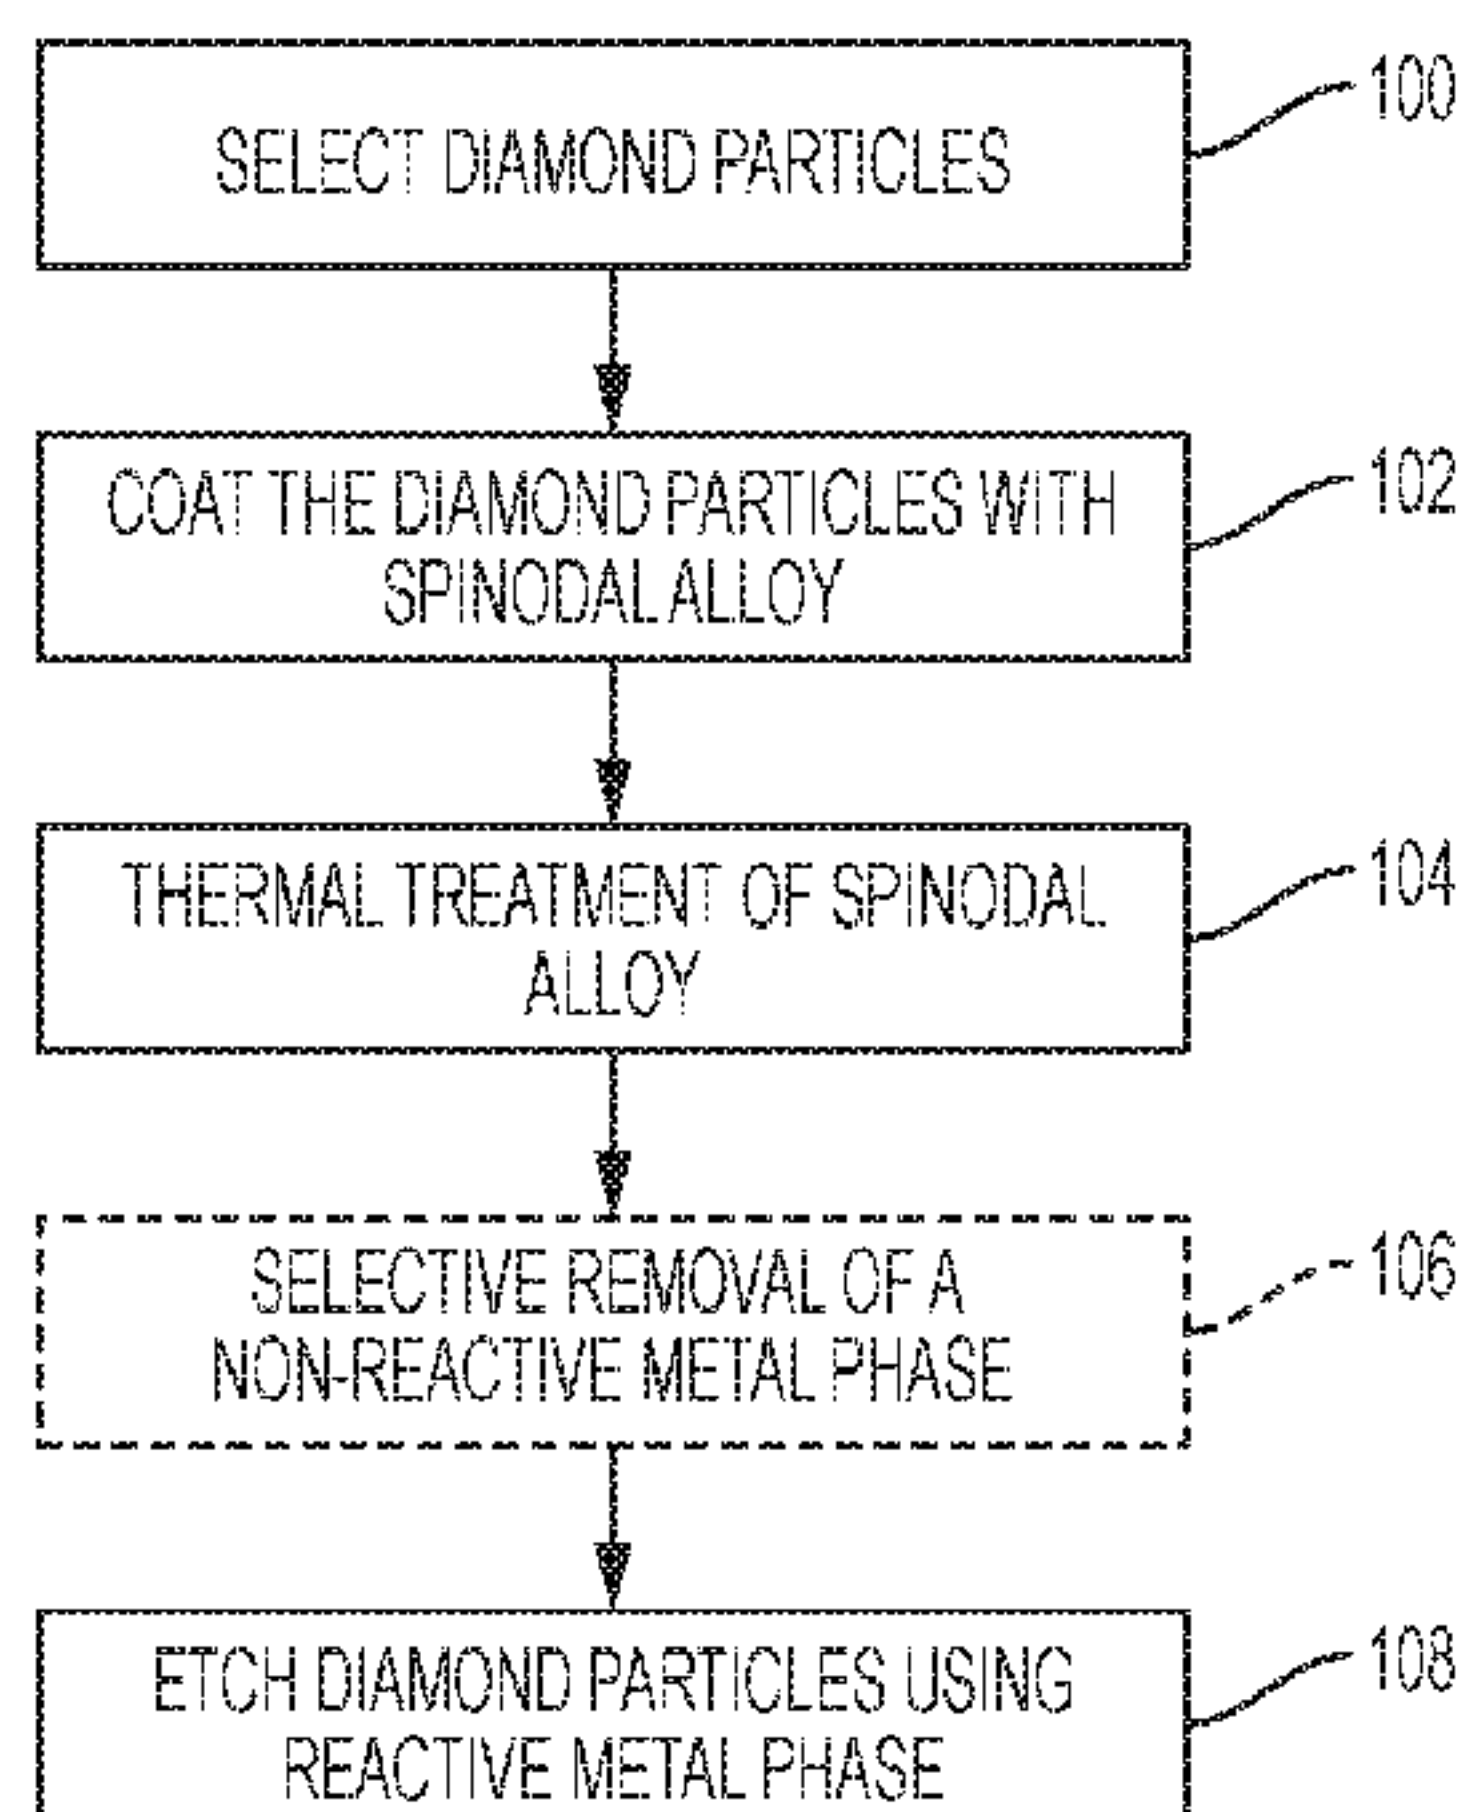 100
SELECT DIAMOND PARTICLES
102
COAT THE DIAMOND PARTICLES WITH
SPINODAL ALLOY
104
THERMAL TREATMENT OF SPINODAL
ALLOY
106
SELECTIVE REMOVAL OF A
NON-REACTIVE METAL PHASE
108
ETCH DIAMOND PARTICLES USING
REACTIVE METAL PHASE